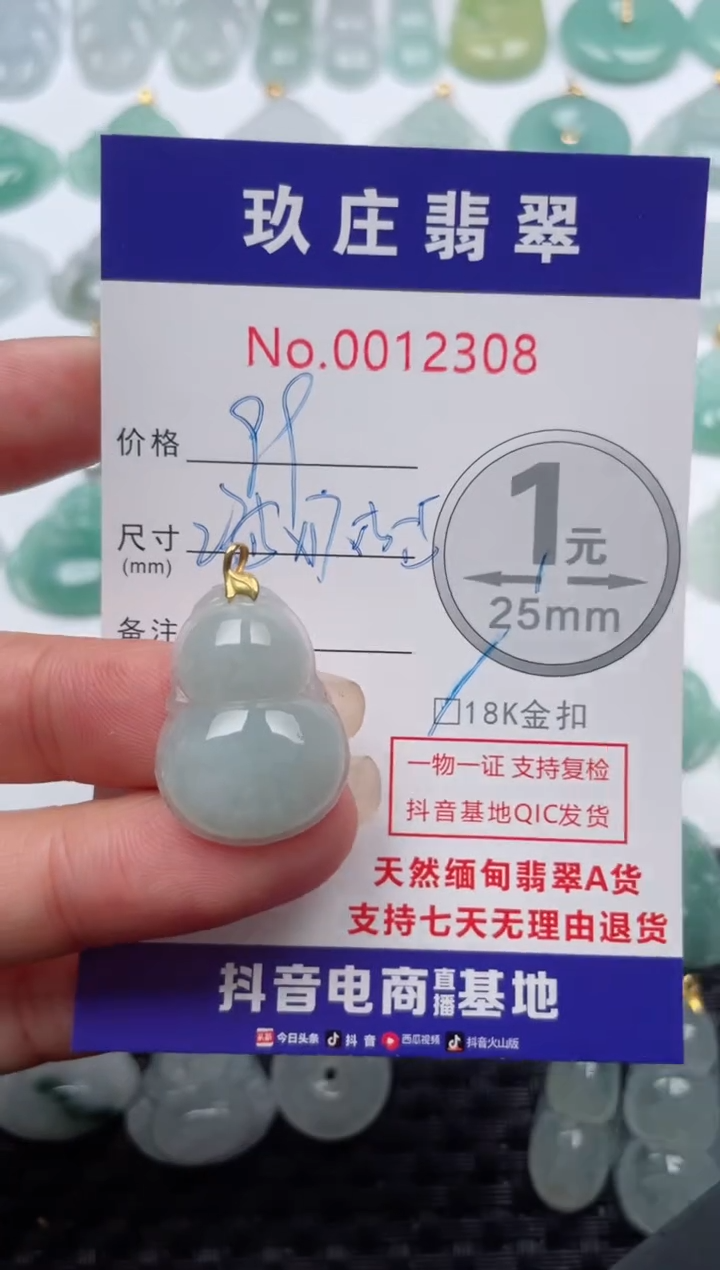 玖庄翡翠
No.0012308
价格
尺寸
(mm)
备注
1元
25mm
18K金扣
一物一证 支持复检
抖音基地QIC发货
天然缅甸翡翠A货
支持七天无理由退货
抖音电商直播基地
今日头条 抖音 西瓜视频 抖音火山版